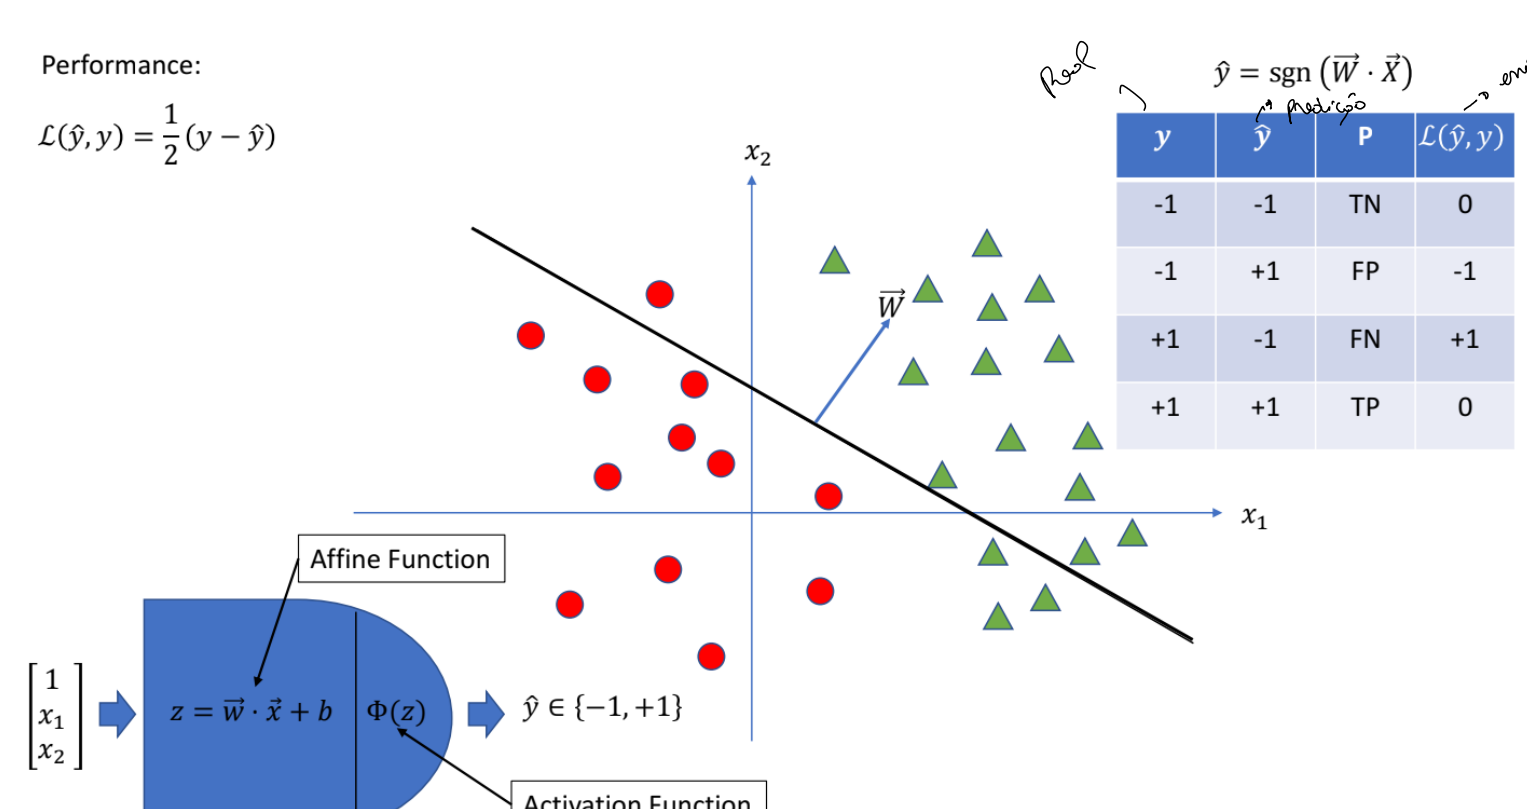 Performance:
ℒ(ŷ, y) = 1/2 (y − ŷ)
Real
ŷ = sgn (W⃗ · X⃗)
→ Predição
y ŷ P ℒ(ŷ, y)
-1 -1 TN 0
-1 +1 FP -1
+1 -1 FN +1
+1 +1 TP 0
x₂
W⃗
x₁
Affine Function
1
x₁
x₂
z = w⃗ · x⃗ + b
Φ(z)
ŷ ∈ {−1, +1}
Activation Function